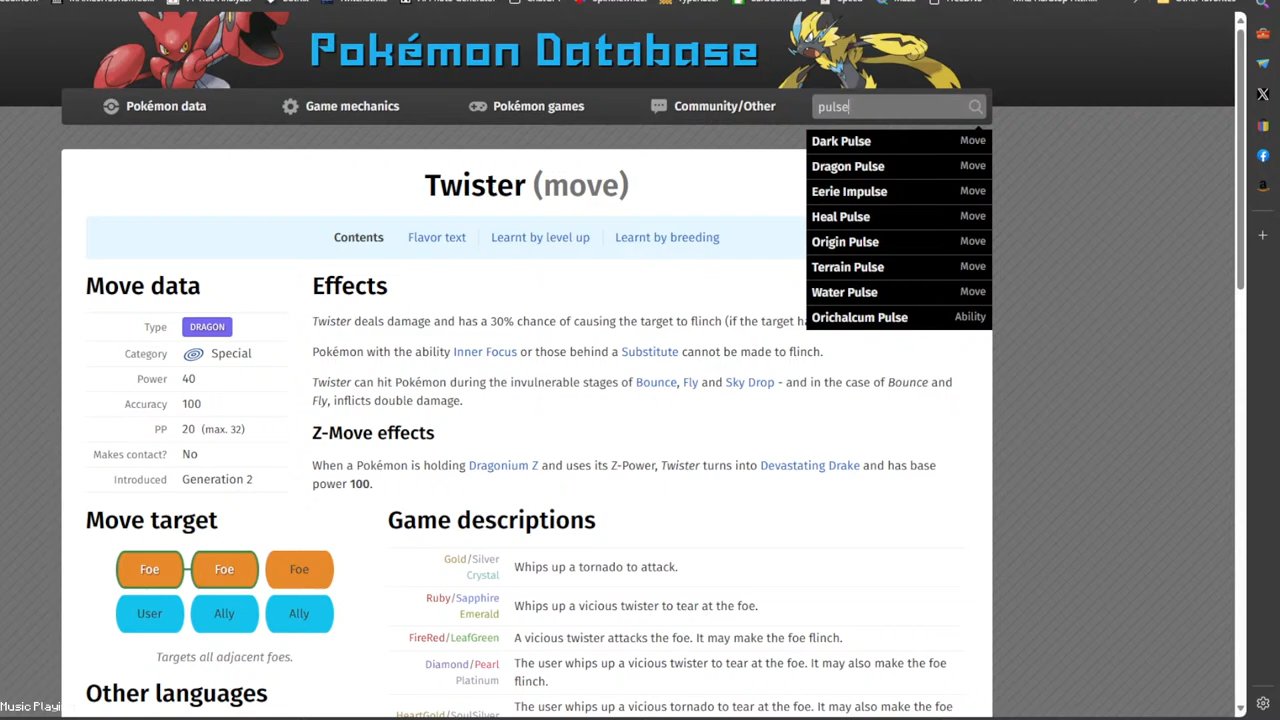 Pokémon Database
Pokémon data
Game mechanics
Pokémon games
Community/Other
pulse
Dark Pulse Move
Dragon Pulse Move
Eerie Impulse Move
Heal Pulse Move
Origin Pulse Move
Terrain Pulse Move
Water Pulse Move
Orichalcum Pulse Ability
Twister (move)
Contents Flavor text Learnt by level up Learnt by breeding
Move data
Type DRAGON
Category Special
Power 40
Accuracy 100
PP 20 (max. 32)
Makes contact? No
Introduced Generation 2
Effects
Twister deals damage and has a 30% chance of causing the target to flinch (if the target ha
Pokémon with the ability Inner Focus or those behind a Substitute cannot be made to flinch.
Twister can hit Pokémon during the invulnerable stages of Bounce, Fly and Sky Drop - and in the case of Bounce and
Fly, inflicts double damage.
Z-Move effects
When a Pokémon is holding Dragonium Z and uses its Z-Power, Twister turns into Devastating Drake and has base
power 100.
Move target
Foe Foe Foe
User Ally Ally
Targets all adjacent foes.
Other languages
Game descriptions
Gold/Silver
Crystal
Whips up a tornado to attack.
Ruby/Sapphire
Emerald
Whips up a vicious twister to tear at the foe.
FireRed/LeafGreen
A vicious twister attacks the foe. It may make the foe flinch.
Diamond/Pearl
Platinum
The user whips up a vicious twister to tear at the foe. It may also make the foe
flinch.
HeartGold/SoulSilver
The user whips up a vicious tornado to tear at the foe. It may also make the foe
Music Playi